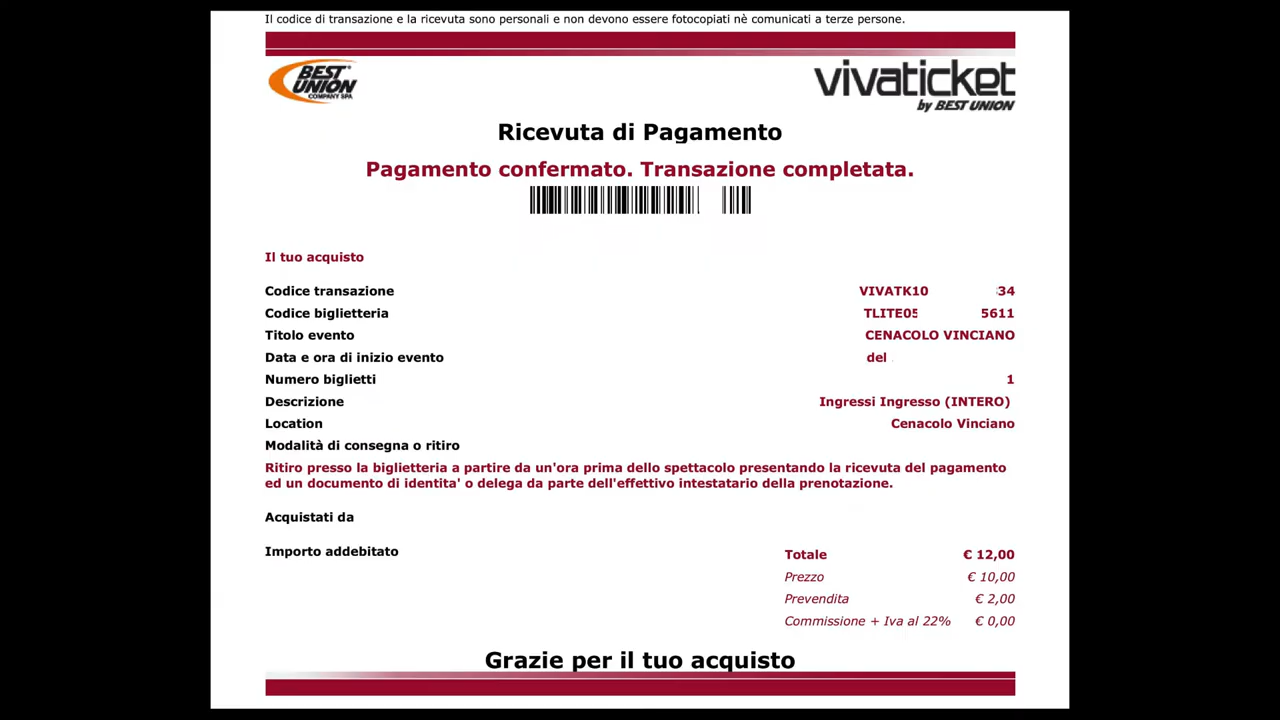 Il codice di transazione e la ricevuta sono personali e non devono essere fotocopiati nè comunicati a terze persone.
BEST UNION COMPANY SPA
vivaticket
by BEST UNION
Ricevuta di Pagamento
Pagamento confermato. Transazione completata.
Il tuo acquisto
Codice transazione VIVATK10 34
Codice biglietteria TLITE05 5611
Titolo evento CENACOLO VINCIANO
Data e ora di inizio evento del
Numero biglietti 1
Descrizione Ingressi Ingresso (INTERO)
Location Cenacolo Vinciano
Modalità di consegna o ritiro
Ritiro presso la biglietteria a partire da un'ora prima dello spettacolo presentando la ricevuta del pagamento
ed un documento di identita' o delega da parte dell'effettivo intestatario della prenotazione.
Acquistati da
Importo addebitato
Totale € 12,00
Prezzo € 10,00
Prevendita € 2,00
Commissione + Iva al 22% € 0,00
Grazie per il tuo acquisto